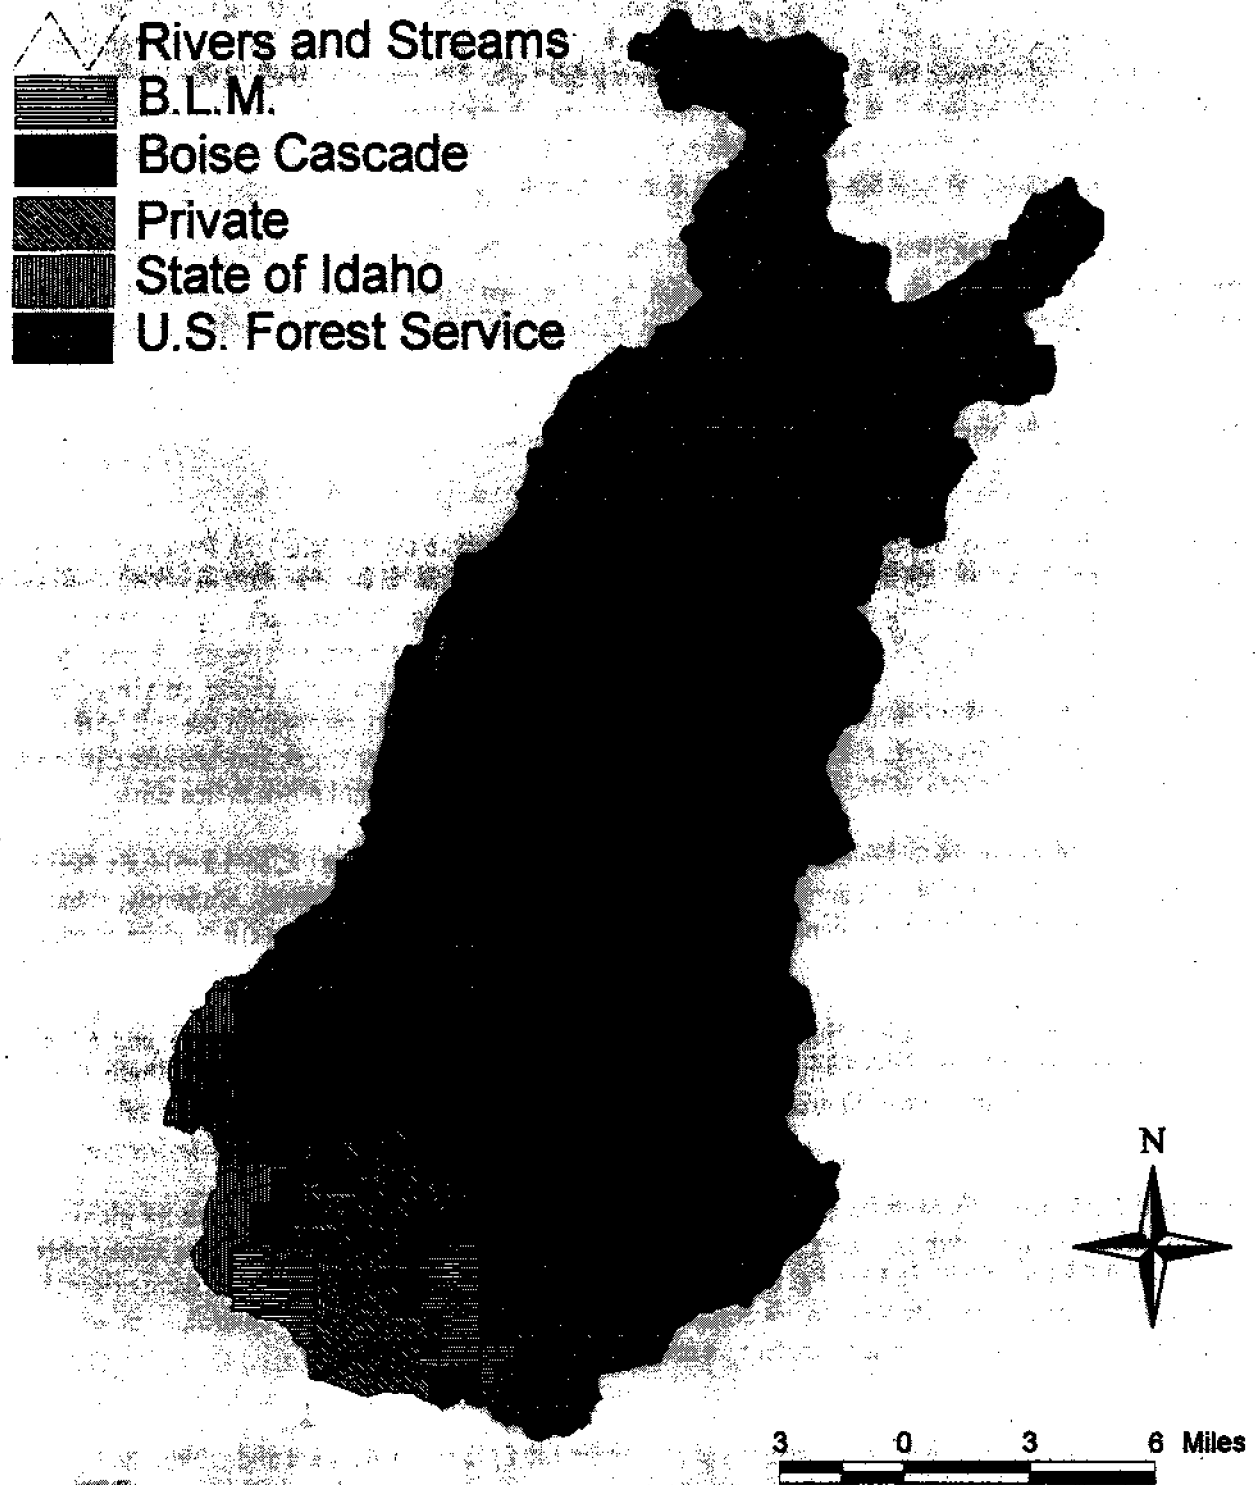 Rivers and Streams
B.L.M.
Boise Cascade
Private
State of Idaho
U.S. Forest Service
N
3 0 3 6 Miles